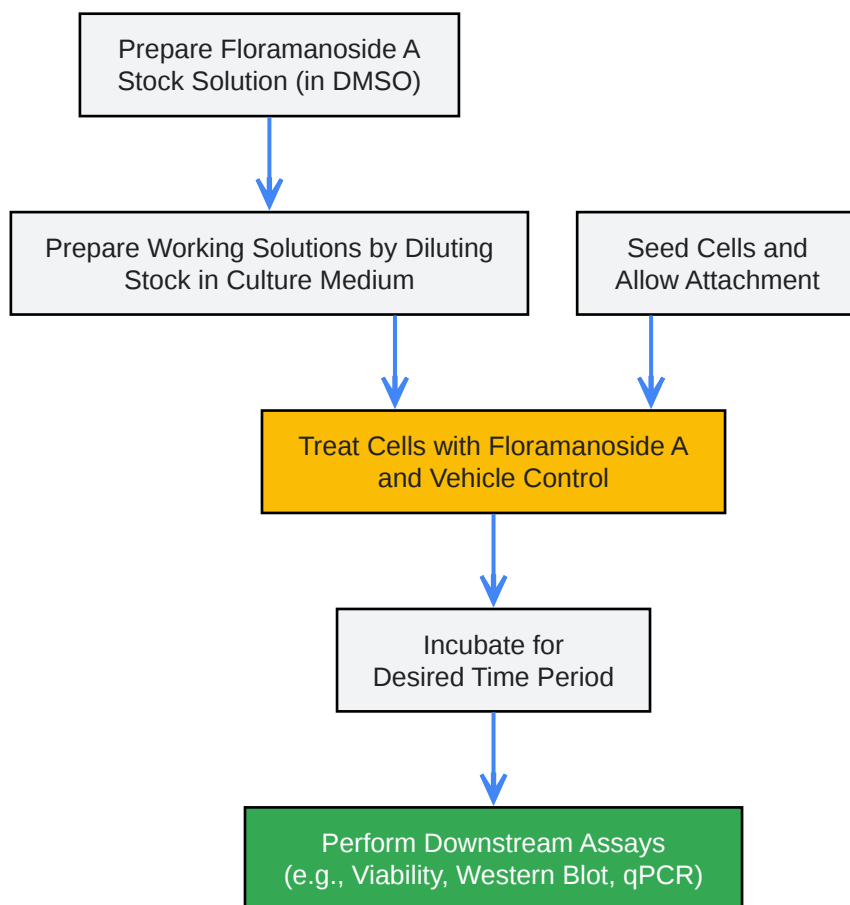 Prepare Floramanoside A
Stock Solution (in DMSO)
Prepare Working Solutions by Diluting
Stock in Culture Medium
Seed Cells and
Allow Attachment
Treat Cells with Floramanoside A
and Vehicle Control
Incubate for
Desired Time Period
Perform Downstream Assays
(e.g., Viability, Western Blot, qPCR)